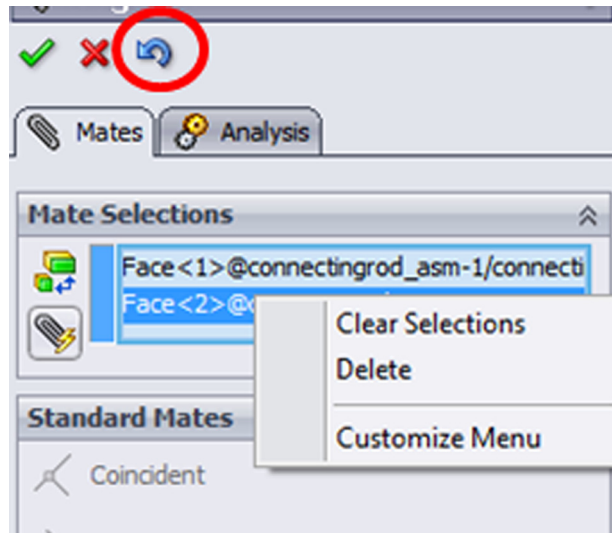 Mates Analysis
Mate Selections
Face<1>@connectingrod_asm-1/connecti
Face<2>@
Clear Selections
Delete
Customize Menu
Standard Mates
Coincident